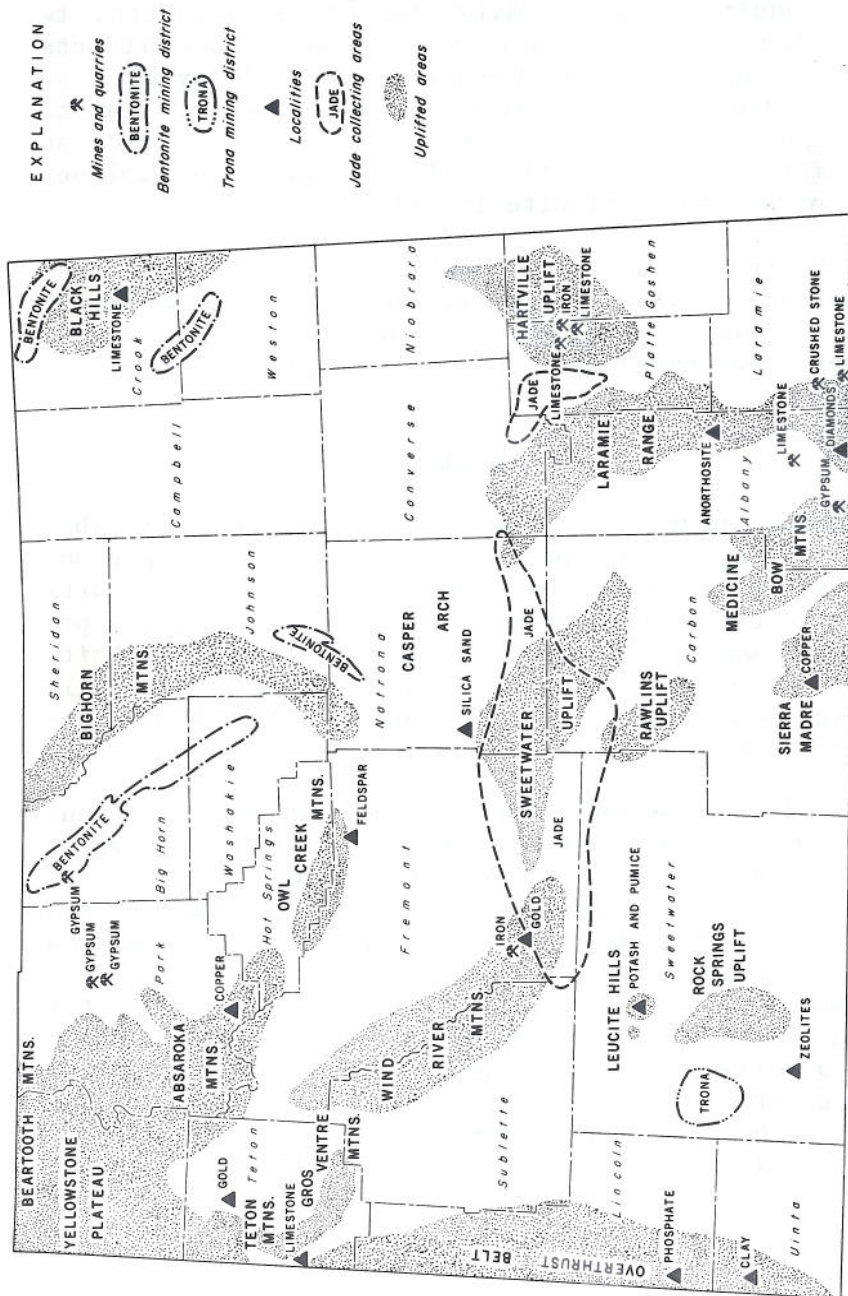 EXPLANATION
Mines and quarries
BENTONITE
Bentonite mining district
TRONA
Trona mining district
Localities
JADE
Jade collecting areas
Uplifted areas
BEARTOOTH MTNS.
YELLOWSTONE
PLATEAU
ABSAROKA
MTNS.
Park
GYPSUM
GYPSUM
GYPSUM
Big Horn
BENTONITE
BIGHORN
MTNS.
Sheridan
Johnson
BENTONITE
Campbell
BENTONITE
BLACK
HILLS
LIMESTONE
Crook
BENTONITE
Weston
GOLD
Teton
TETON
MTNS.
LIMESTONE
GROS
VENTRE
MTNS.
COPPER
Hot Springs
Washakie
OWL
CREEK
MTNS.
FELDSPAR
Fremont
WIND
RIVER
MTNS.
IRON
GOLD
Natrona
CASPER
ARCH
SILICA SAND
Converse
Niobrara
Sublette
OVERTHRUST
BELT
Lincoln
JADE
SWEETWATER
UPLIFT
JADE
JADE
LIMESTONE
HARTVILLE
UPLIFT
IRON
LIMESTONE
Platte
Goshen
LARAMIE
RANGE
LEUCITE HILLS
POTASH AND PUMICE
Sweetwater
ROCK
SPRINGS
UPLIFT
TRONA
ZEOLITES
PHOSPHATE
CLAY
Uinta
RAWLINS
UPLIFT
Carbon
SIERRA
MADRE
COPPER
MEDICINE
BOW
MTNS.
ANORTHOSITE
Albany
LIMESTONE
GYPSUM
DIAMONDS
Laramie
CRUSHED STONE
LIMESTONE